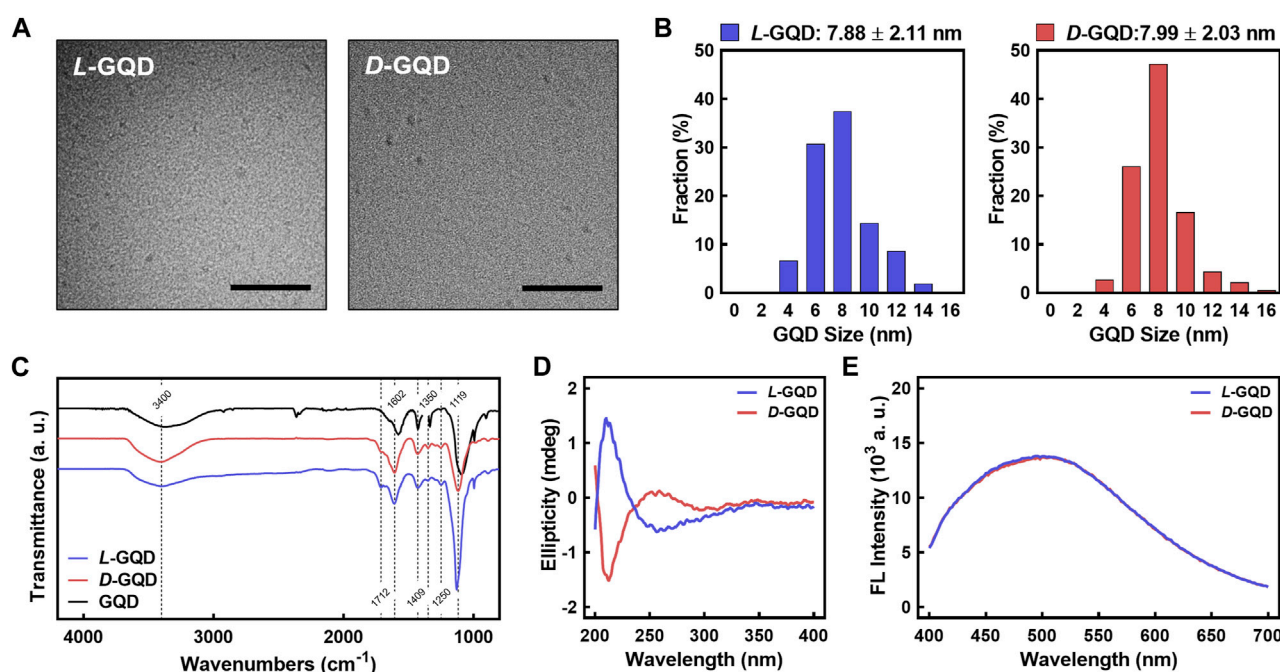 A
L-GQD
D-GQD
B
L-GQD: 7.88 ± 2.11 nm
Fraction (%)
50
40
30
20
10
0
0 2 4 6 8 10 12 14 16
GQD Size (nm)
D-GQD:7.99 ± 2.03 nm
Fraction (%)
50
40
30
20
10
0
0 2 4 6 8 10 12 14 16
GQD Size (nm)
C
Transmittance (a. u.)
3400
1602
1350
1119
L-GQD
D-GQD
GQD
1712
1409
1250
4000 3000 2000 1000
Wavenumbers (cm⁻¹)
D
Ellipticity (mdeg)
2
1
0
-1
-2
L-GQD
D-GQD
200 250 300 350 400
Wavelength (nm)
E
FL Intensity (10³ a. u.)
20
15
10
5
0
L-GQD
D-GQD
400 450 500 550 600 650 700
Wavelength (nm)